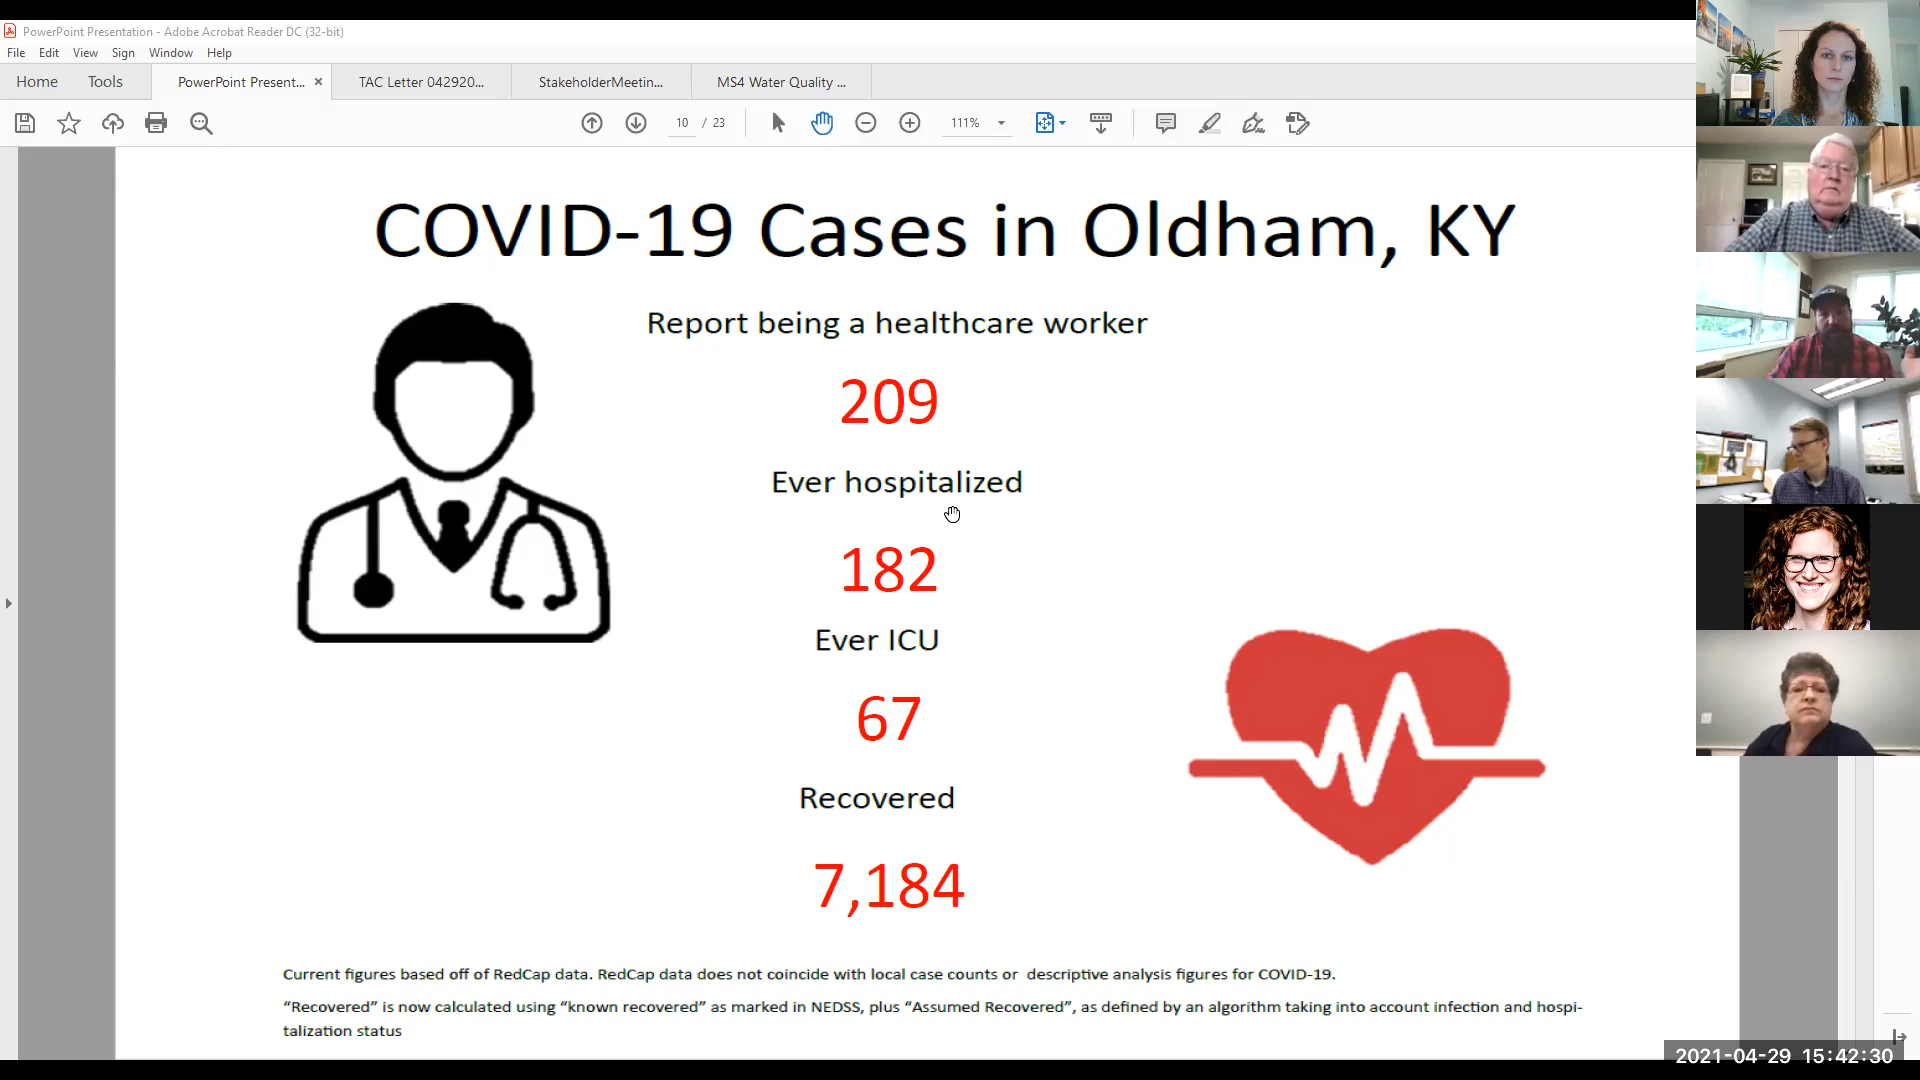 PowerPoint Presentation - Adobe Acrobat Reader DC (32-bit)
File Edit View Sign Window Help
Home Tools PowerPoint Present... × TAC Letter 042920... StakeholderMeetin... MS4 Water Quality ...
10 / 23 111%
COVID-19 Cases in Oldham, KY
Report being a healthcare worker
209
Ever hospitalized
182
Ever ICU
67
Recovered
7,184
Current figures based off of RedCap data. RedCap data does not coincide with local case counts or descriptive analysis figures for COVID-19.
“Recovered” is now calculated using “known recovered” as marked in NEDSS, plus “Assumed Recovered”, as defined by an algorithm taking into account infection and hospi-
talization status
2021-04-29 15:42:30